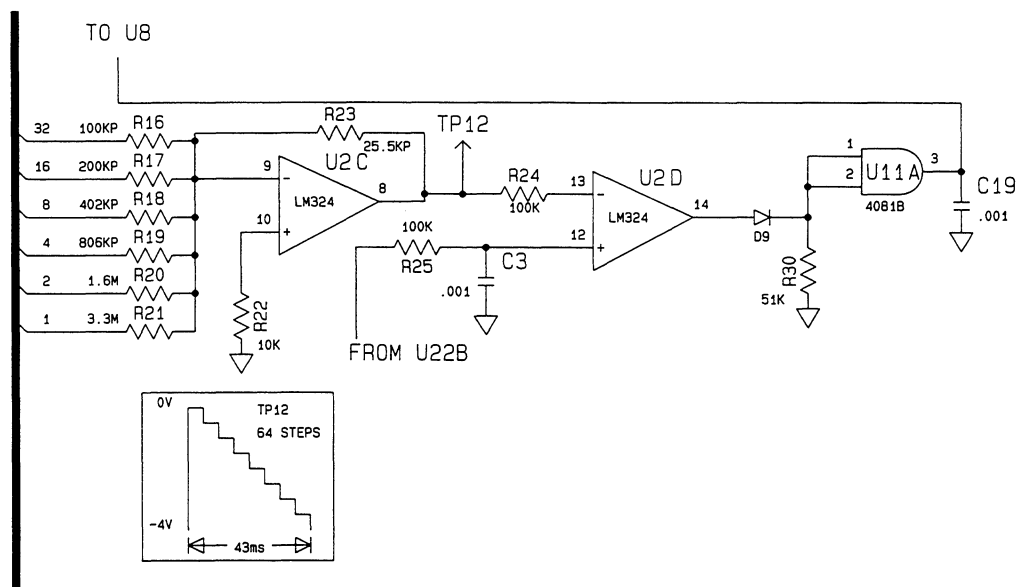 TO U8
32 100KP R16
16 200KP R17
8 402KP R18
4 806KP R19
2 1.6M R20
1 3.3M R21
R23
25.5KP
U2C
9
-
LM324
8
10
+
R22
10K
TP12
R24
100K
100K
R25
C3
.001
FROM U22B
13
-
U2D
LM324
14
12
+
D9
R30
51K
1
2
U11A
3
4081B
C19
.001
0V
TP12
64 STEPS
-4V
43ms